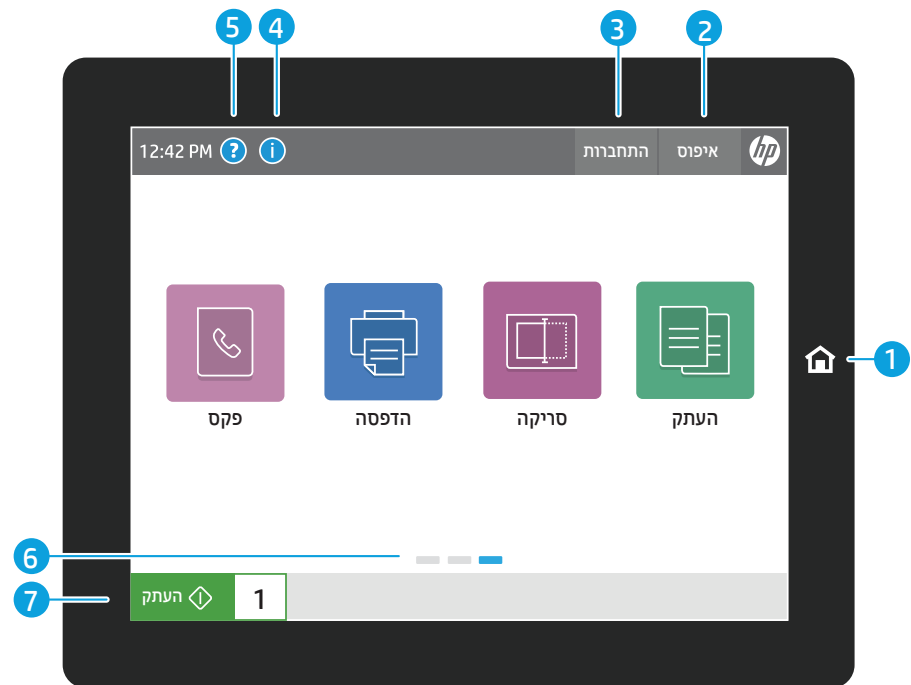 5 4 3 2
12:42 PM ? i התחברות איפוס hp
1
העתק סריקה הדפסה פקס
6
7 העתק 1